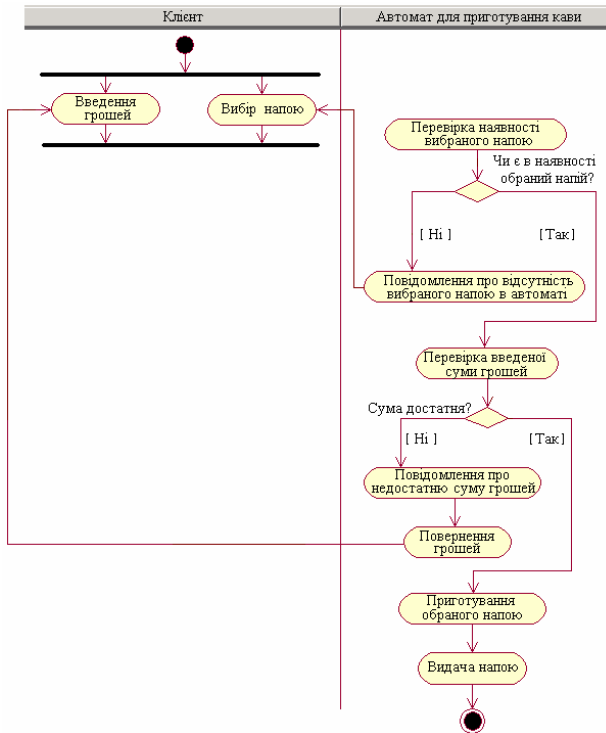 Клієнт
Автомат для приготування кави
Введення
грошей
Вибір напою
Перевірка наявності
вибраного напою
Чи є в наявності
обраний напій?
[ Ні ]
[Так]
Повідомлення про відсутність
вибраного напою в автоматі
Перевірка введеної
суми грошей
Сума достатня?
[ Ні ]
[Так]
Повідомлення про
недостатню суму грошей
Повернення
грошей
Приготування
обраного напою
Видача напою